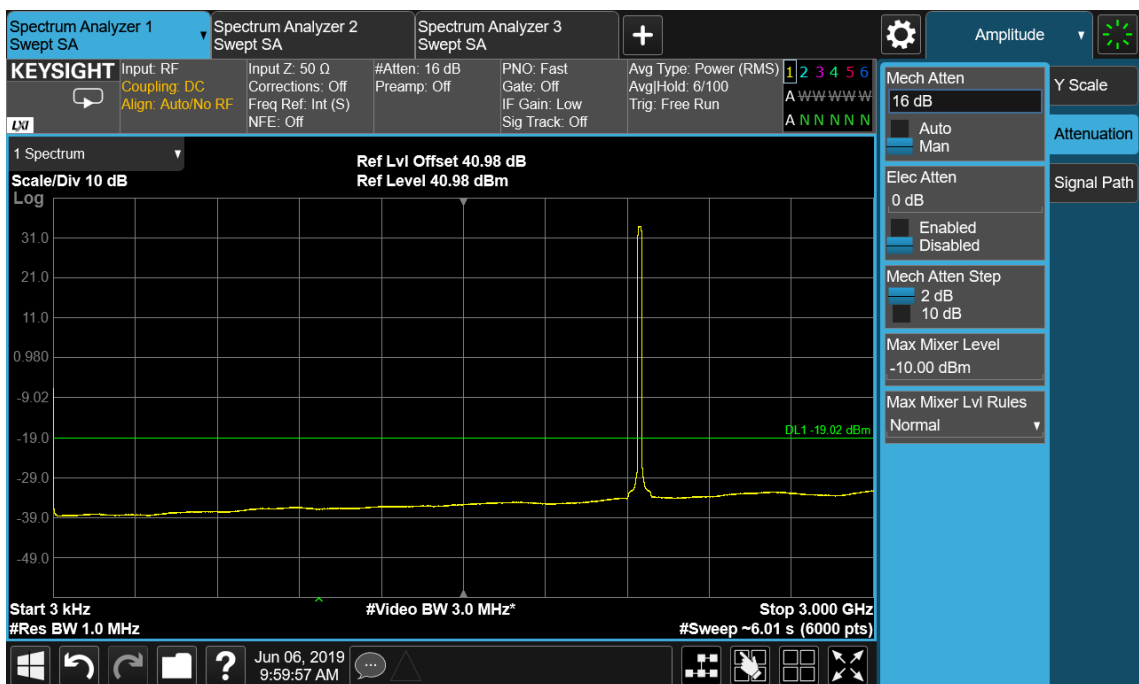 Spectrum Analyzer 1
Swept SA
Spectrum Analyzer 2
Swept SA
Spectrum Analyzer 3
Swept SA
Amplitude
KEYSIGHT
LXI
Input: RF
Coupling: DC
Align: Auto/No RF
Input Z: 50 Ω
Corrections: Off
Freq Ref: Int (S)
NFE: Off
#Atten: 16 dB
Preamp: Off
PNO: Fast
Gate: Off
IF Gain: Low
Sig Track: Off
Avg Type: Power (RMS)
Avg|Hold: 6/100
Trig: Free Run
1 2 3 4 5 6
A W W W W W
A N N N N N
1 Spectrum
Scale/Div 10 dB
Log
Ref Lvl Offset 40.98 dB
Ref Level 40.98 dBm
31.0
21.0
11.0
0.980
-9.02
-19.0
-29.0
-39.0
-49.0
DL1 -19.02 dBm
Start 3 kHz
#Res BW 1.0 MHz
#Video BW 3.0 MHz*
Stop 3.000 GHz
#Sweep ~6.01 s (6000 pts)
?
Jun 06, 2019
9:59:57 AM
Mech Atten
16 dB
Auto
Man
Elec Atten
0 dB
Enabled
Disabled
Mech Atten Step
2 dB
10 dB
Max Mixer Level
-10.00 dBm
Max Mixer Lvl Rules
Normal
Y Scale
Attenuation
Signal Path